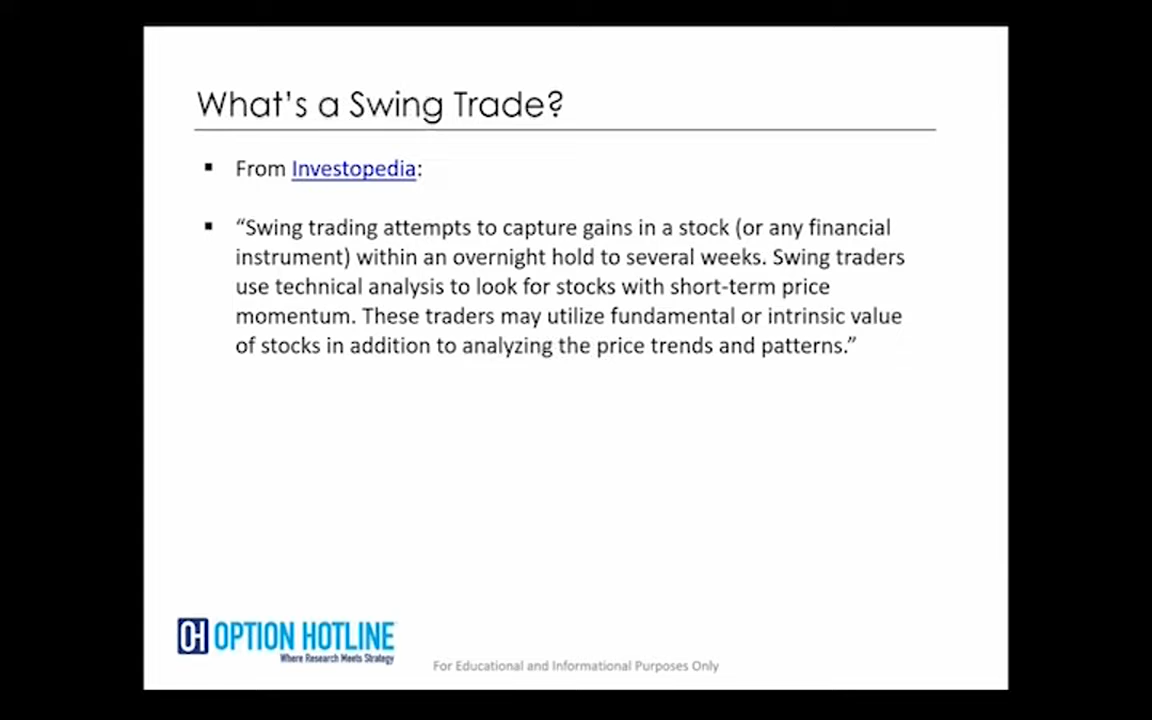 What's a Swing Trade?
▪ From Investopedia:
▪ “Swing trading attempts to capture gains in a stock (or any financial
instrument) within an overnight hold to several weeks. Swing traders
use technical analysis to look for stocks with short-term price
momentum. These traders may utilize fundamental or intrinsic value
of stocks in addition to analyzing the price trends and patterns.”
OH OPTION HOTLINE
Where Research Meets Strategy
For Educational and Informational Purposes Only